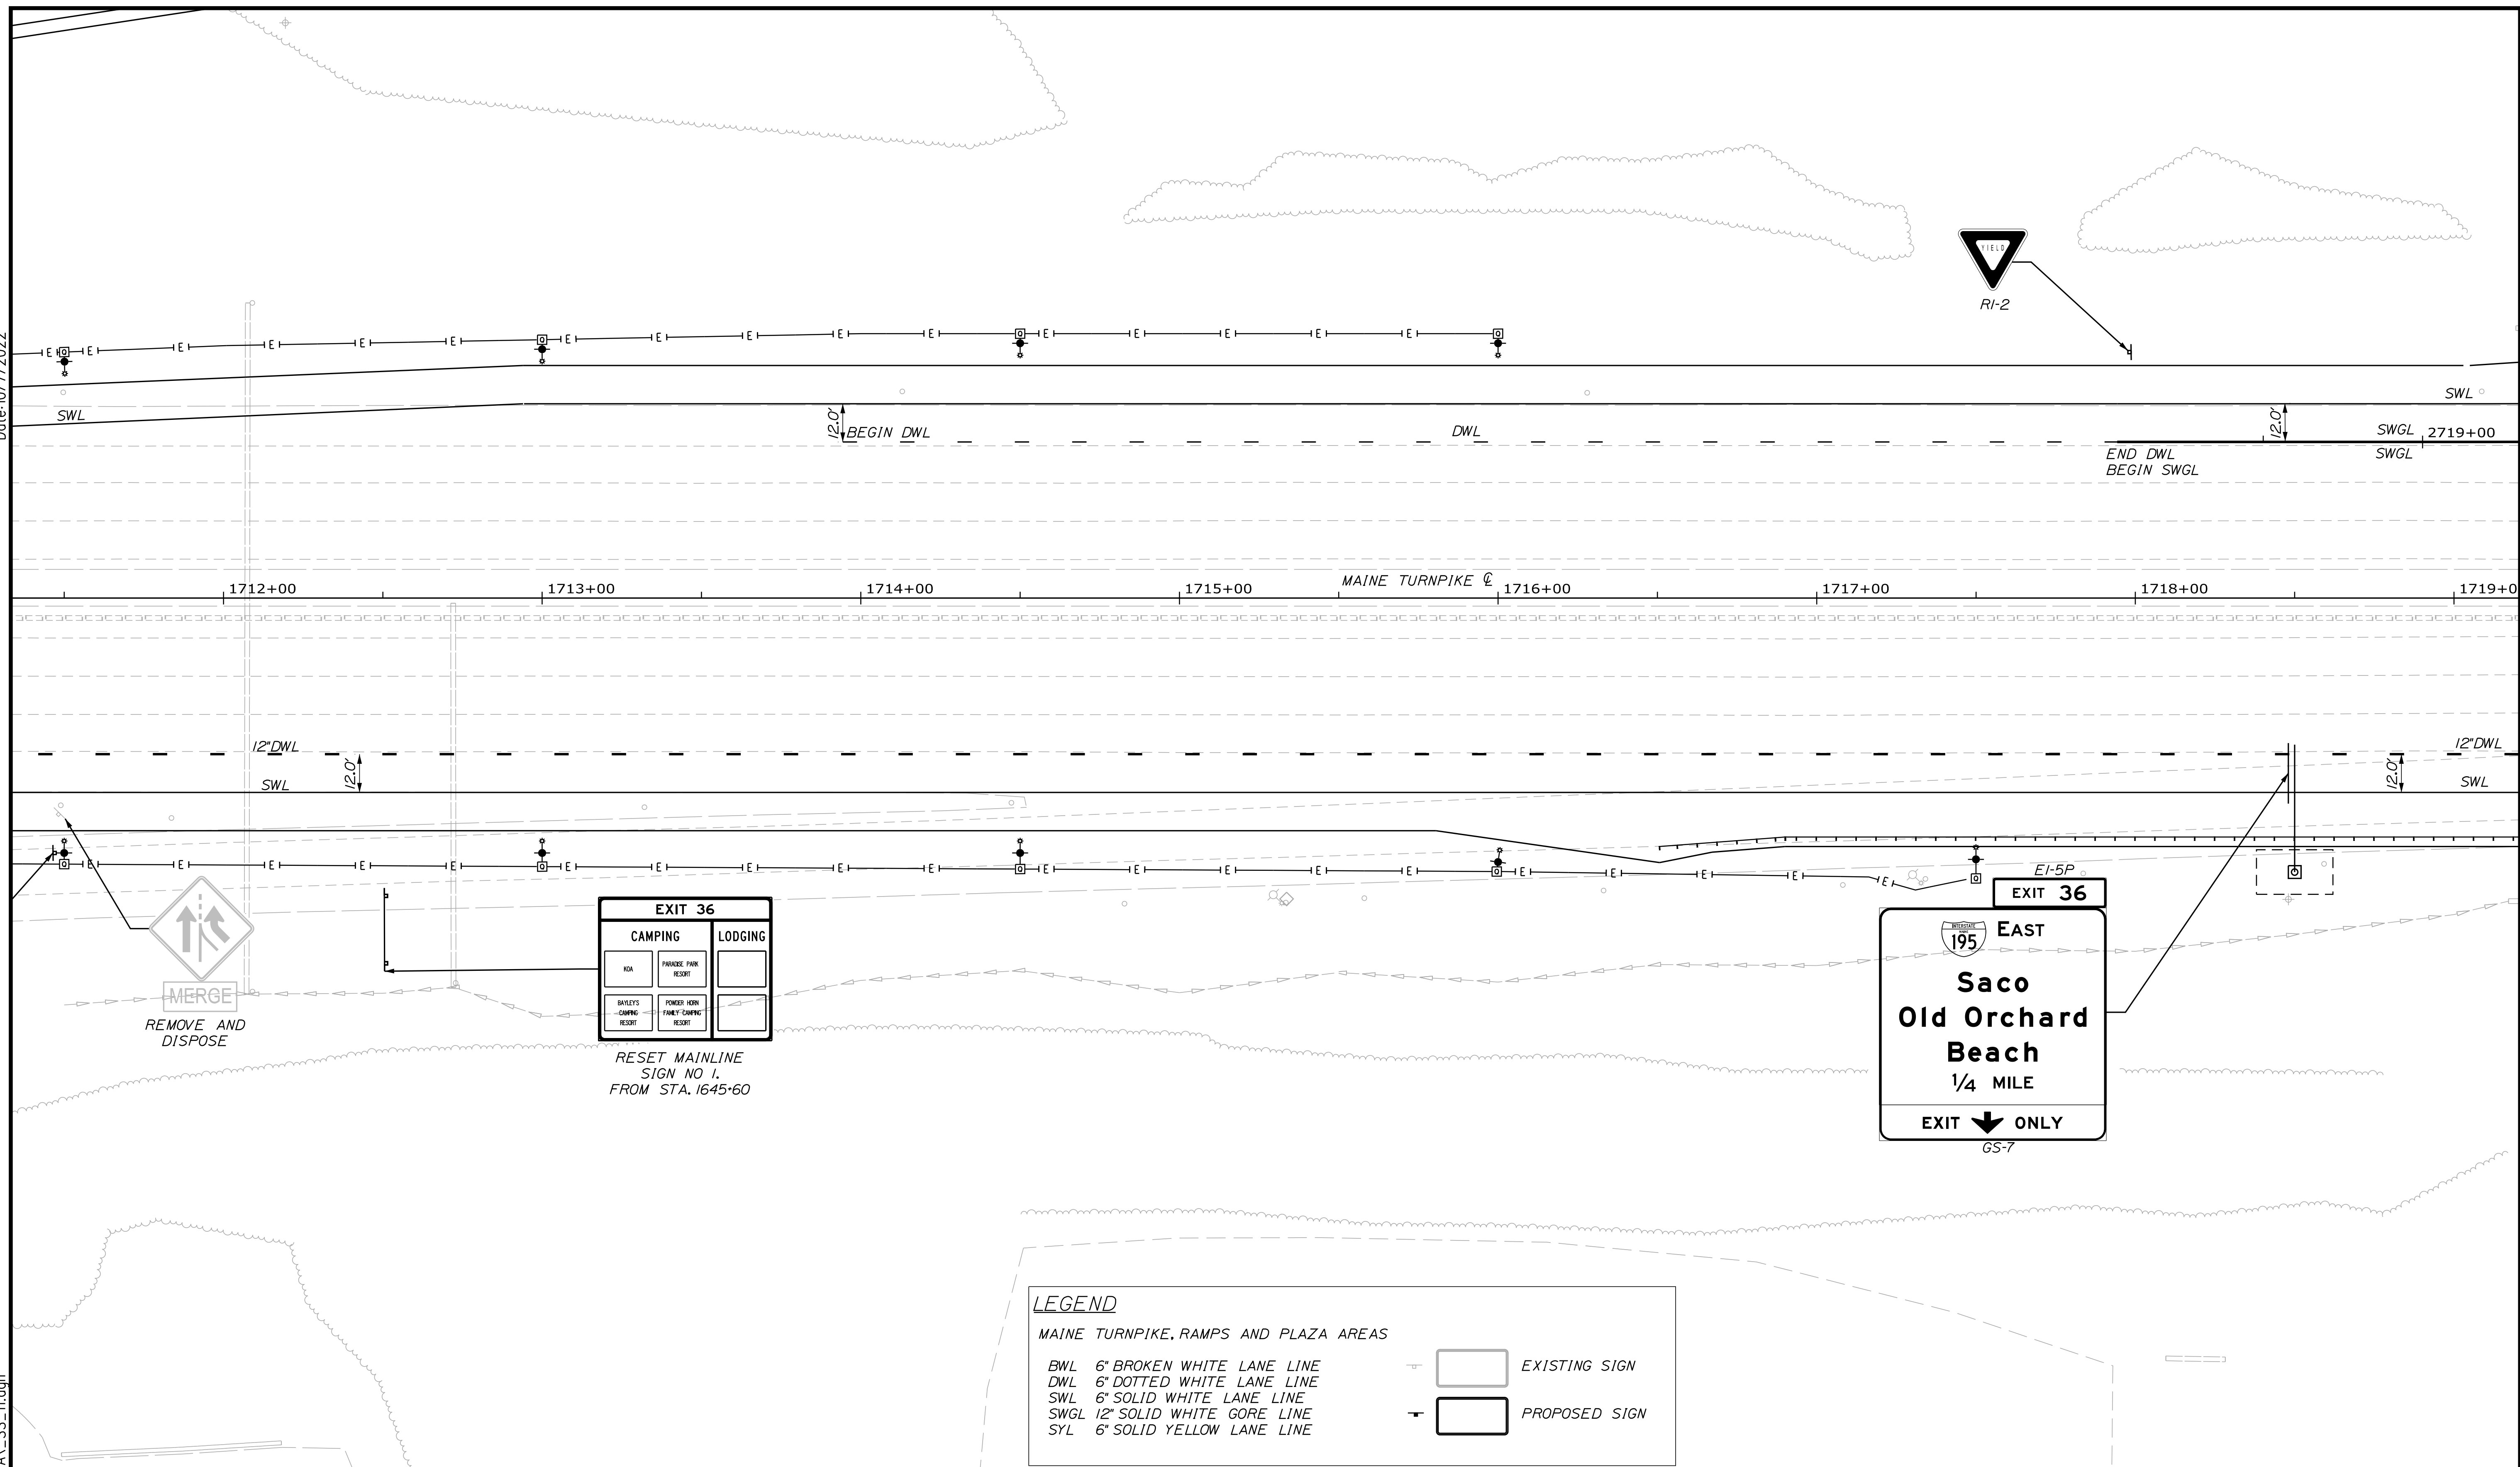 YIELD
R1-2
E E E E E E E E E E E E E E E E
SWL
12.0'
BEGIN DWL
DWL
SWL
12.0'
SWGL 2719+00
SWGL
END DWL
BEGIN SWGL
MAINE TURNPIKE ℄
1712+00 1713+00 1714+00 1715+00 1716+00 1717+00 1718+00 1719+0
12"DWL
12.0'
SWL
12"DWL
12.0'
SWL
E E E E E E E E E E E E E E E E E E E E
MERGE
REMOVE AND
DISPOSE
EXIT 36
CAMPING LODGING
KOA
PARADISE PARK
RESORT
BAYLEY'S
CAMPING
RESORT
POWDER HORN
FAMILY CAMPING
RESORT
RESET MAINLINE
SIGN NO 1.
FROM STA. 1645+60
E1-5P
EXIT 36
INTERSTATE
195
EAST
Saco
Old Orchard
Beach
1/4 MILE
EXIT ONLY
GS-7
LEGEND
MAINE TURNPIKE, RAMPS AND PLAZA AREAS
BWL 6" BROKEN WHITE LANE LINE
DWL 6" DOTTED WHITE LANE LINE
SWL 6" SOLID WHITE LANE LINE
SWGL 12" SOLID WHITE GORE LINE
SYL 6" SOLID YELLOW LANE LINE
EXISTING SIGN
PROPOSED SIGN